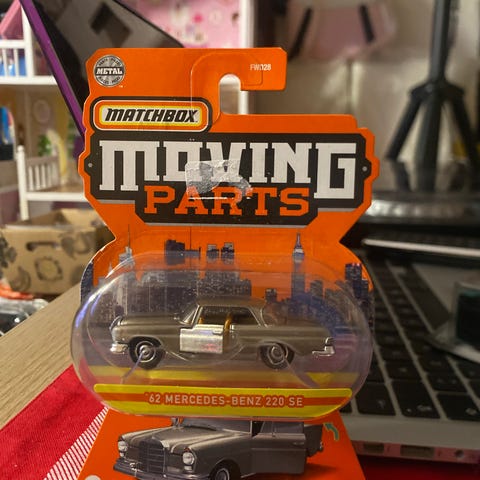 METAL
FWD28
MATCHBOX
MOVING
PARTS
'62 MERCEDES-BENZ 220 SE